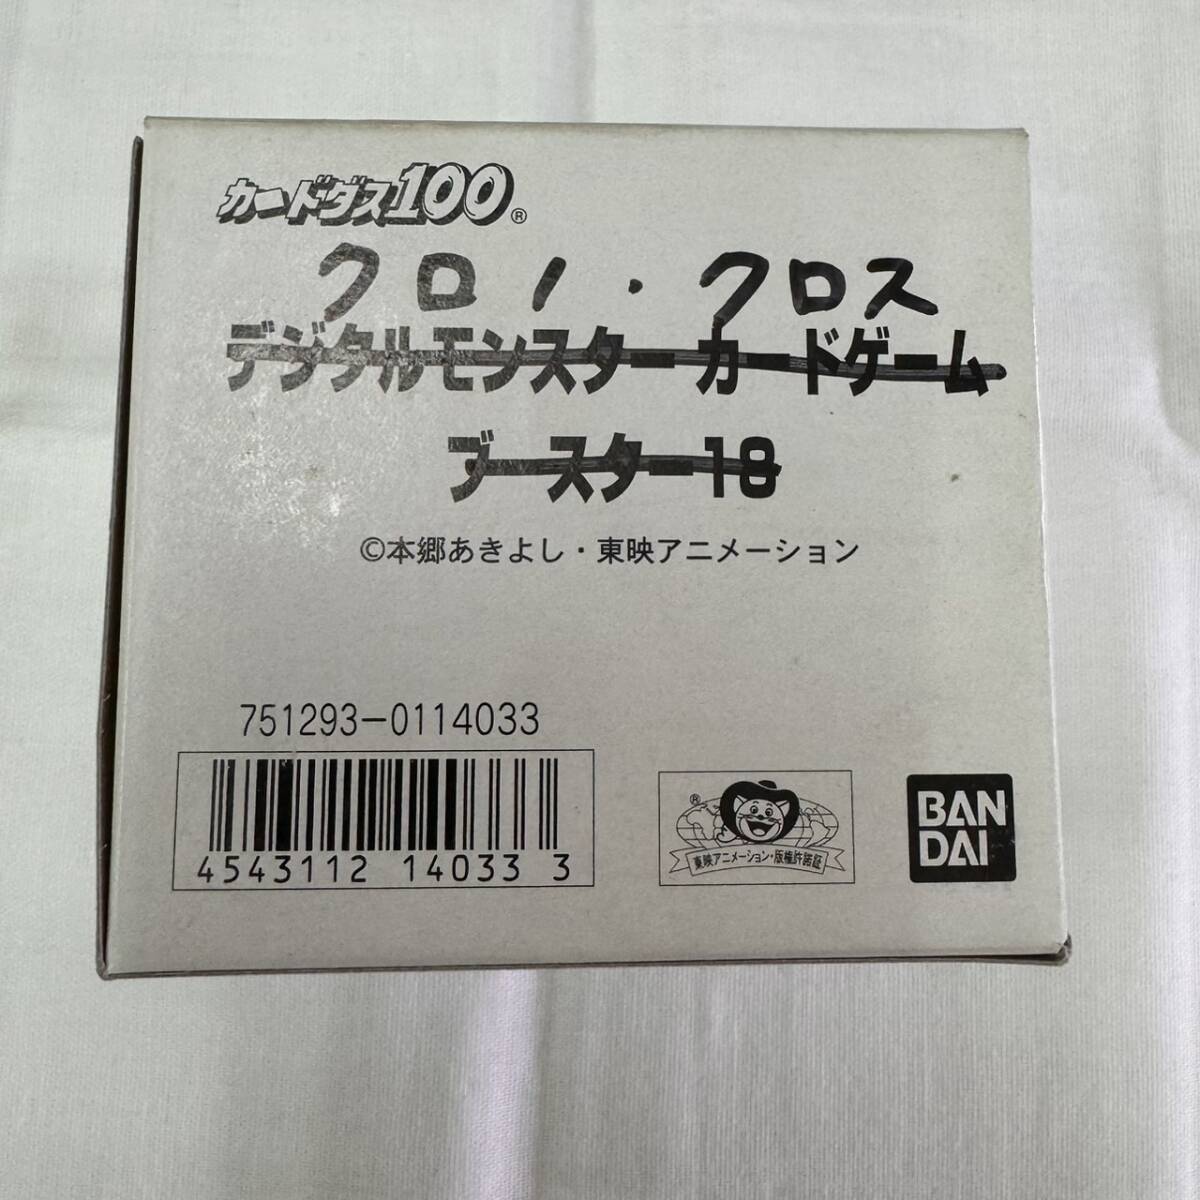 カードダス100®
クロノ・クロス
デジタルモンスター カードゲーム
ブースター18
©本郷あきよし・東映アニメーション
751293-0114033
4543112 14033 3
®
東映アニメーション・版権許諾証
BAN
DAI